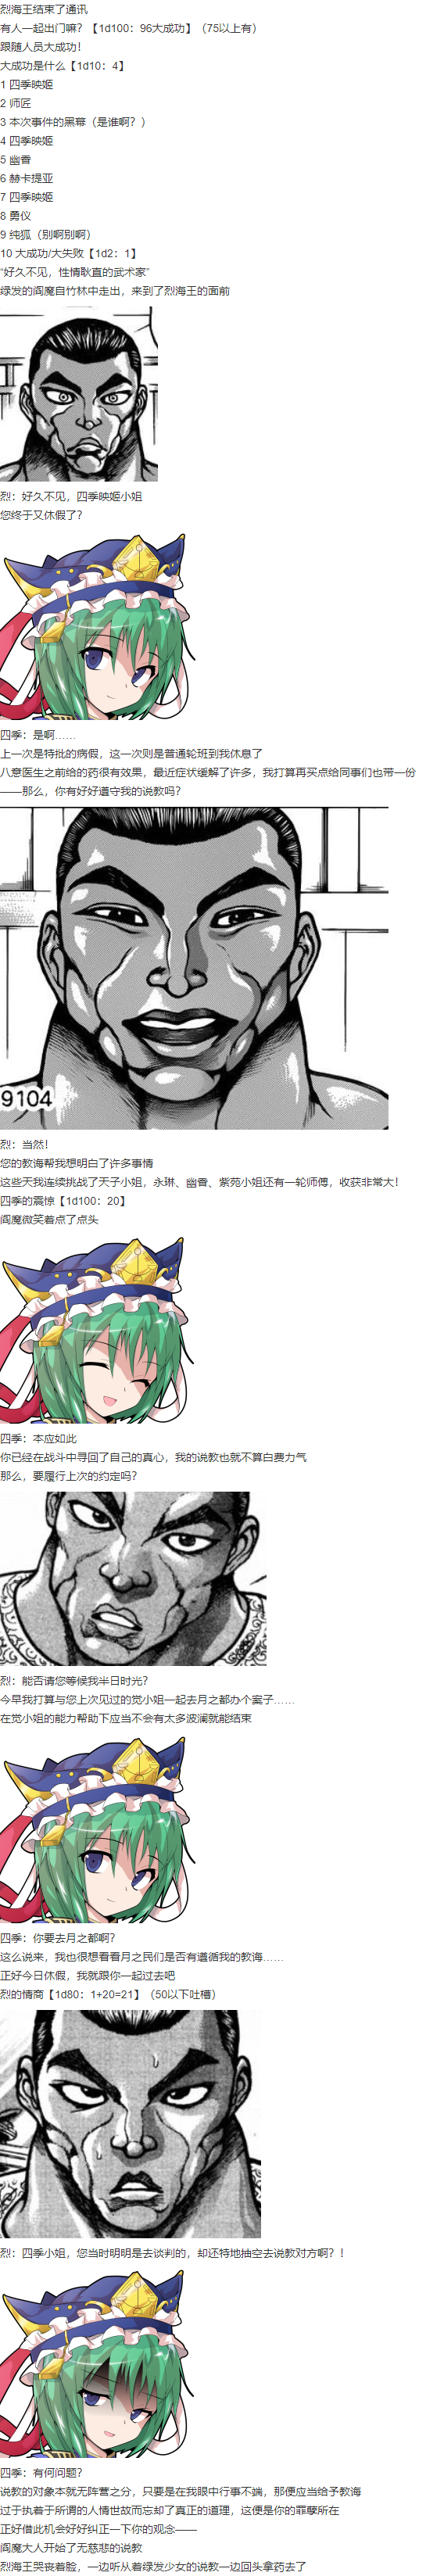 烈海王结束了通讯
有人一起出门嘛？【1d100：96大成功】（75以上有）
跟随人员大成功！
大成功是什么【1d10：4】
1 四季映姬
2 师匠
3 本次事件的黑幕（是谁啊？）
4 四季映姬
5 幽香
6 赫卡提亚
7 四季映姬
8 勇仪
9 纯狐（别啊别啊）
10 大成功/大失败【1d2：1】
“好久不见，性情耿直的武术家”
绿发的阎魔自竹林中走出，来到了烈海王的面前
烈：好久不见，四季映姬小姐
您终于又休假了？
四季：是啊……
上一次是特批的病假，这一次则是普通轮班到我休息了
八意医生之前给的药很有效果，最近症状缓解了许多，我打算再买点给同事们也带一份
——那么，你有好好遵守我的说教吗？
9104
烈：当然！
您的教诲帮我想明白了许多事情
这些天我连续挑战了天子小姐，永琳、幽香、紫苑小姐还有一轮师傅，收获非常大！
四季的震惊【1d100：20】
阎魔微笑着点了点头
四季：本应如此
你已经在战斗中寻回了自己的真心，我的说教也就不算白费力气
那么，要履行上次的约定吗？
烈：能否请您等候我半日时光？
今早我打算与您上次见过的觉小姐一起去月之都办个案子……
在觉小姐的能力帮助下应当不会有太多波澜就能结束
四季：你要去月之都啊？
这么说来，我也很想看看月之民们是否有遵循我的教诲……
正好今日休假，我就跟你一起过去吧
烈的情商【1d80：1+20=21】（50以下吐槽）
烈：四季小姐，您当时明明是去谈判的，却还特地抽空去说教对方啊？！
四季：有何问题？
说教的对象本就无阵营之分，只要是在我眼中行事不端，那便应当给予教诲
过于执着于所谓的人情世故而忘却了真正的道理，这便是你的罪孽所在
正好借此机会好好纠正一下你的观念——
阎魔大人开始了无慈悲的说教
烈海王哭丧着脸，一边听从着绿发少女的说教一边回头拿药去了